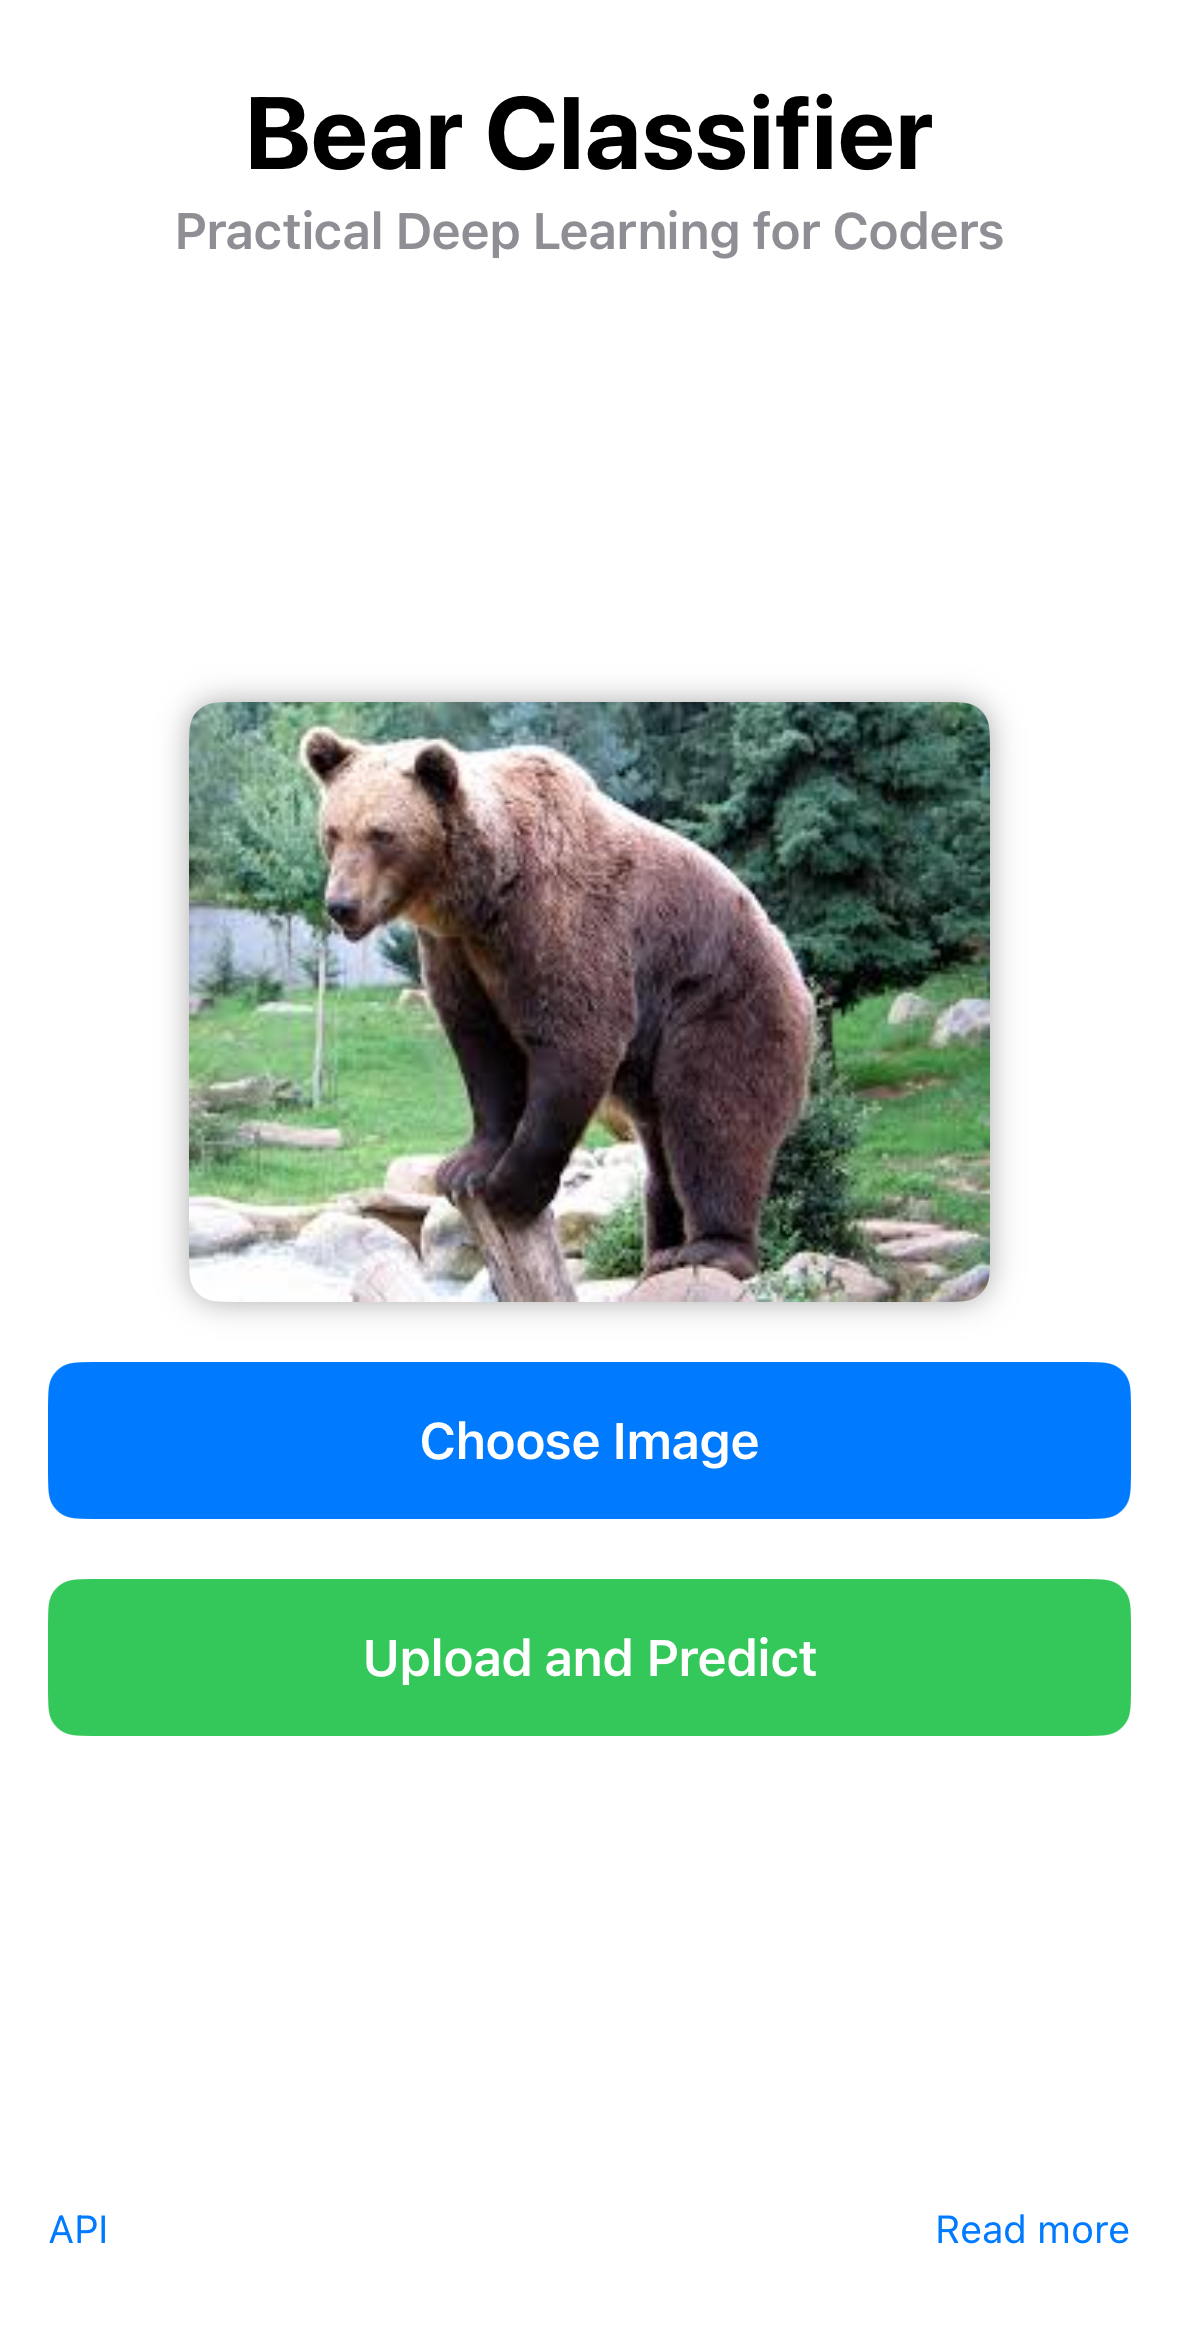 Bear Classifier
Practical Deep Learning for Coders
Choose Image
Upload and Predict
API
Read more